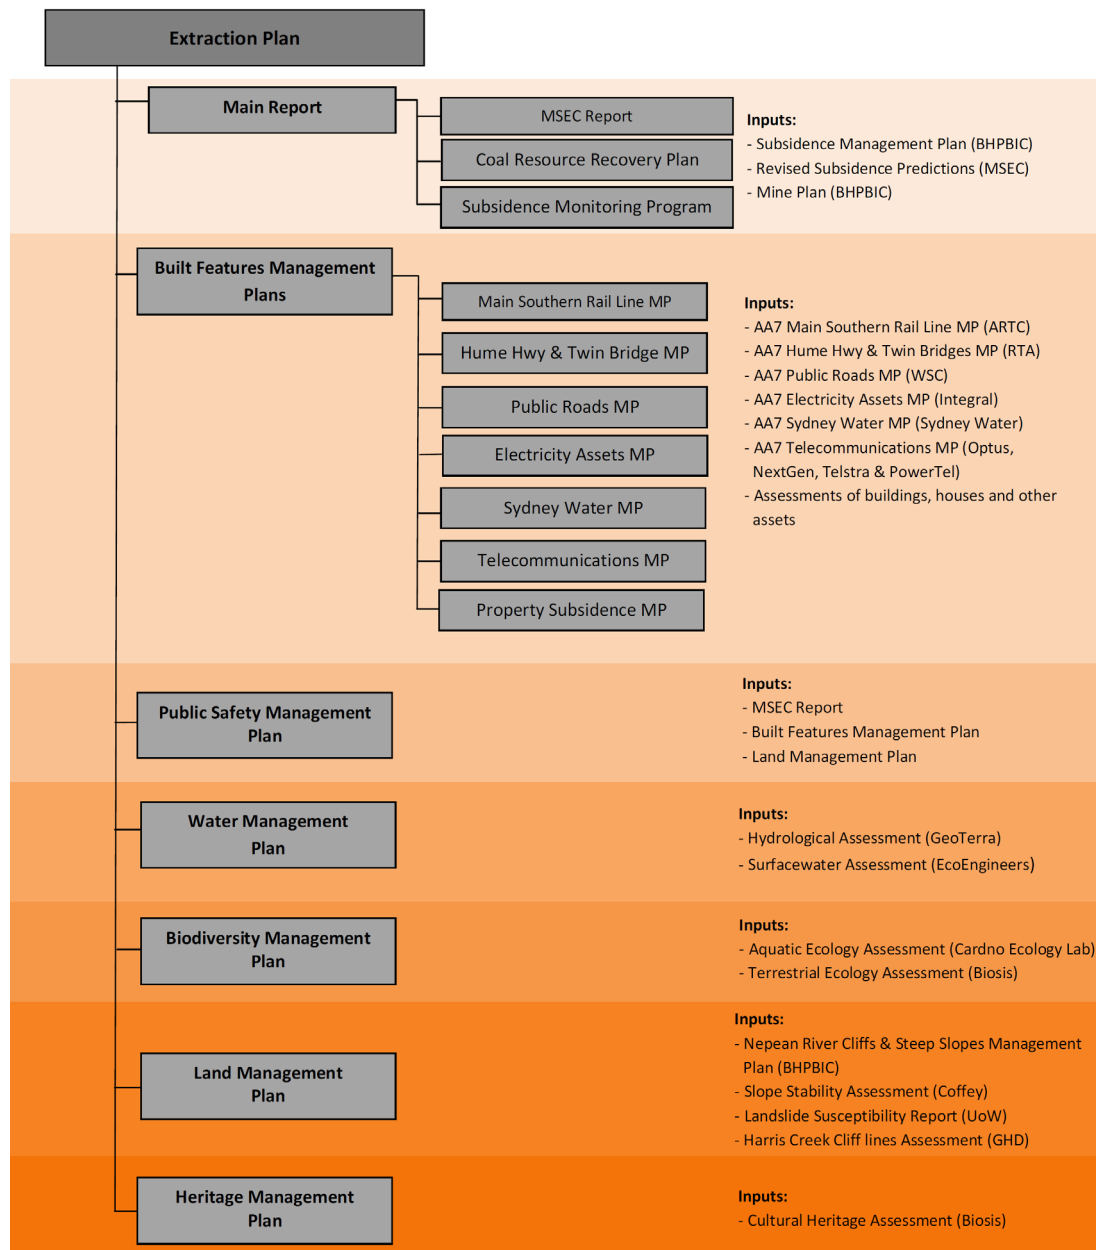 Extraction Plan
Main Report
MSEC Report
Coal Resource Recovery Plan
Subsidence Monitoring Program
Inputs:
- Subsidence Management Plan (BHPBIC)
- Revised Subsidence Predictions (MSEC)
- Mine Plan (BHPBIC)
Built Features Management
Plans
Main Southern Rail Line MP
Hume Hwy & Twin Bridge MP
Public Roads MP
Electricity Assets MP
Sydney Water MP
Telecommunications MP
Property Subsidence MP
Inputs:
- AA7 Main Southern Rail Line MP (ARTC)
- AA7 Hume Hwy & Twin Bridges MP (RTA)
- AA7 Public Roads MP (WSC)
- AA7 Electricity Assets MP (Integral)
- AA7 Sydney Water MP (Sydney Water)
- AA7 Telecommunications MP (Optus,
NextGen, Telstra & PowerTel)
- Assessments of buildings, houses and other
assets
Public Safety Management
Plan
Inputs:
- MSEC Report
- Built Features Management Plan
- Land Management Plan
Water Management
Plan
Inputs:
- Hydrological Assessment (GeoTerra)
- Surfacewater Assessment (EcoEngineers)
Biodiversity Management
Plan
Inputs:
- Aquatic Ecology Assessment (Cardno Ecology Lab)
- Terrestrial Ecology Assessment (Biosis)
Land Management
Plan
Inputs:
- Nepean River Cliffs & Steep Slopes Management
Plan (BHPBIC)
- Slope Stability Assessment (Coffey)
- Landslide Susceptibility Report (UoW)
- Harris Creek Cliff lines Assessment (GHD)
Heritage Management
Plan
Inputs:
- Cultural Heritage Assessment (Biosis)